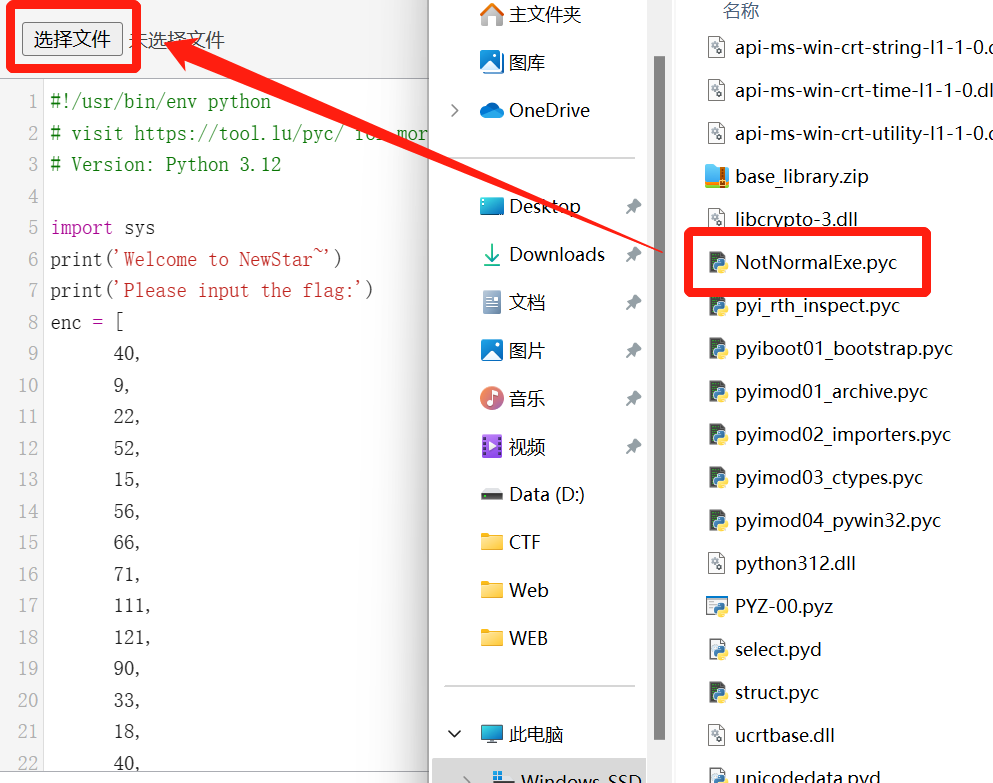 选择文件 未选择文件
1 #!/usr/bin/env python
2 # visit https://tool.lu/pyc/ for mor
3 # Version: Python 3.12
4
5 import sys
6 print('Welcome to NewStar~')
7 print('Please input the flag:')
8 enc = [
9 40,
10 9,
11 22,
12 52,
13 15,
14 56,
15 66,
16 71,
17 111,
18 121,
19 90,
20 33,
21 18,
22 40,
主文件夹
图库
OneDrive
Desktop
Downloads
文档
图片
音乐
视频
Data (D:)
CTF
Web
WEB
此电脑
Windows-SSD
名称
api-ms-win-crt-string-l1-1-0.d
api-ms-win-crt-time-l1-1-0.dl
api-ms-win-crt-utility-l1-1-0.d
base_library.zip
libcrypto-3.dll
NotNormalExe.pyc
pyi_rth_inspect.pyc
pyiboot01_bootstrap.pyc
pyimod01_archive.pyc
pyimod02_importers.pyc
pyimod03_ctypes.pyc
pyimod04_pywin32.pyc
python312.dll
PYZ-00.pyz
select.pyd
struct.pyc
ucrtbase.dll
unicodedata.pyd